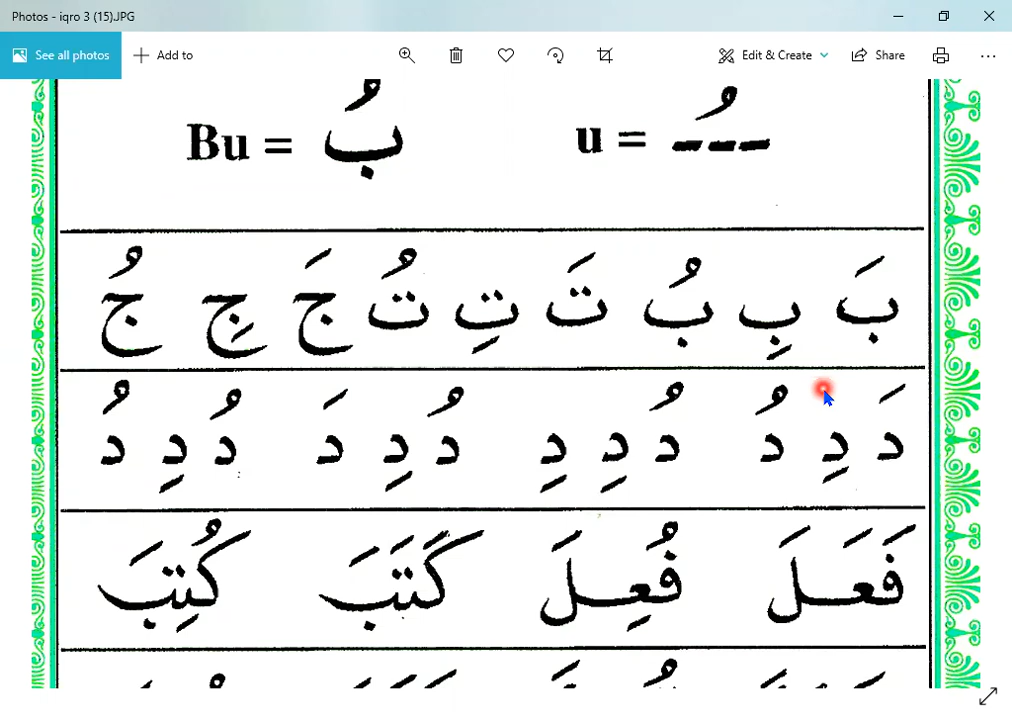 Photos - iqro 3 (15).JPG
See all photos
Add to
Edit & Create
Share
Bu = بُ u = ـُـ
بَ بِ بُ تَ تِ تُ جَ جِ جُ
دَ دِ دُ دُ دِ دِ دُ دِ دَ دُ دِ دُ
فَعَلَ فُعِلَ كَتَبَ كُتِبَ